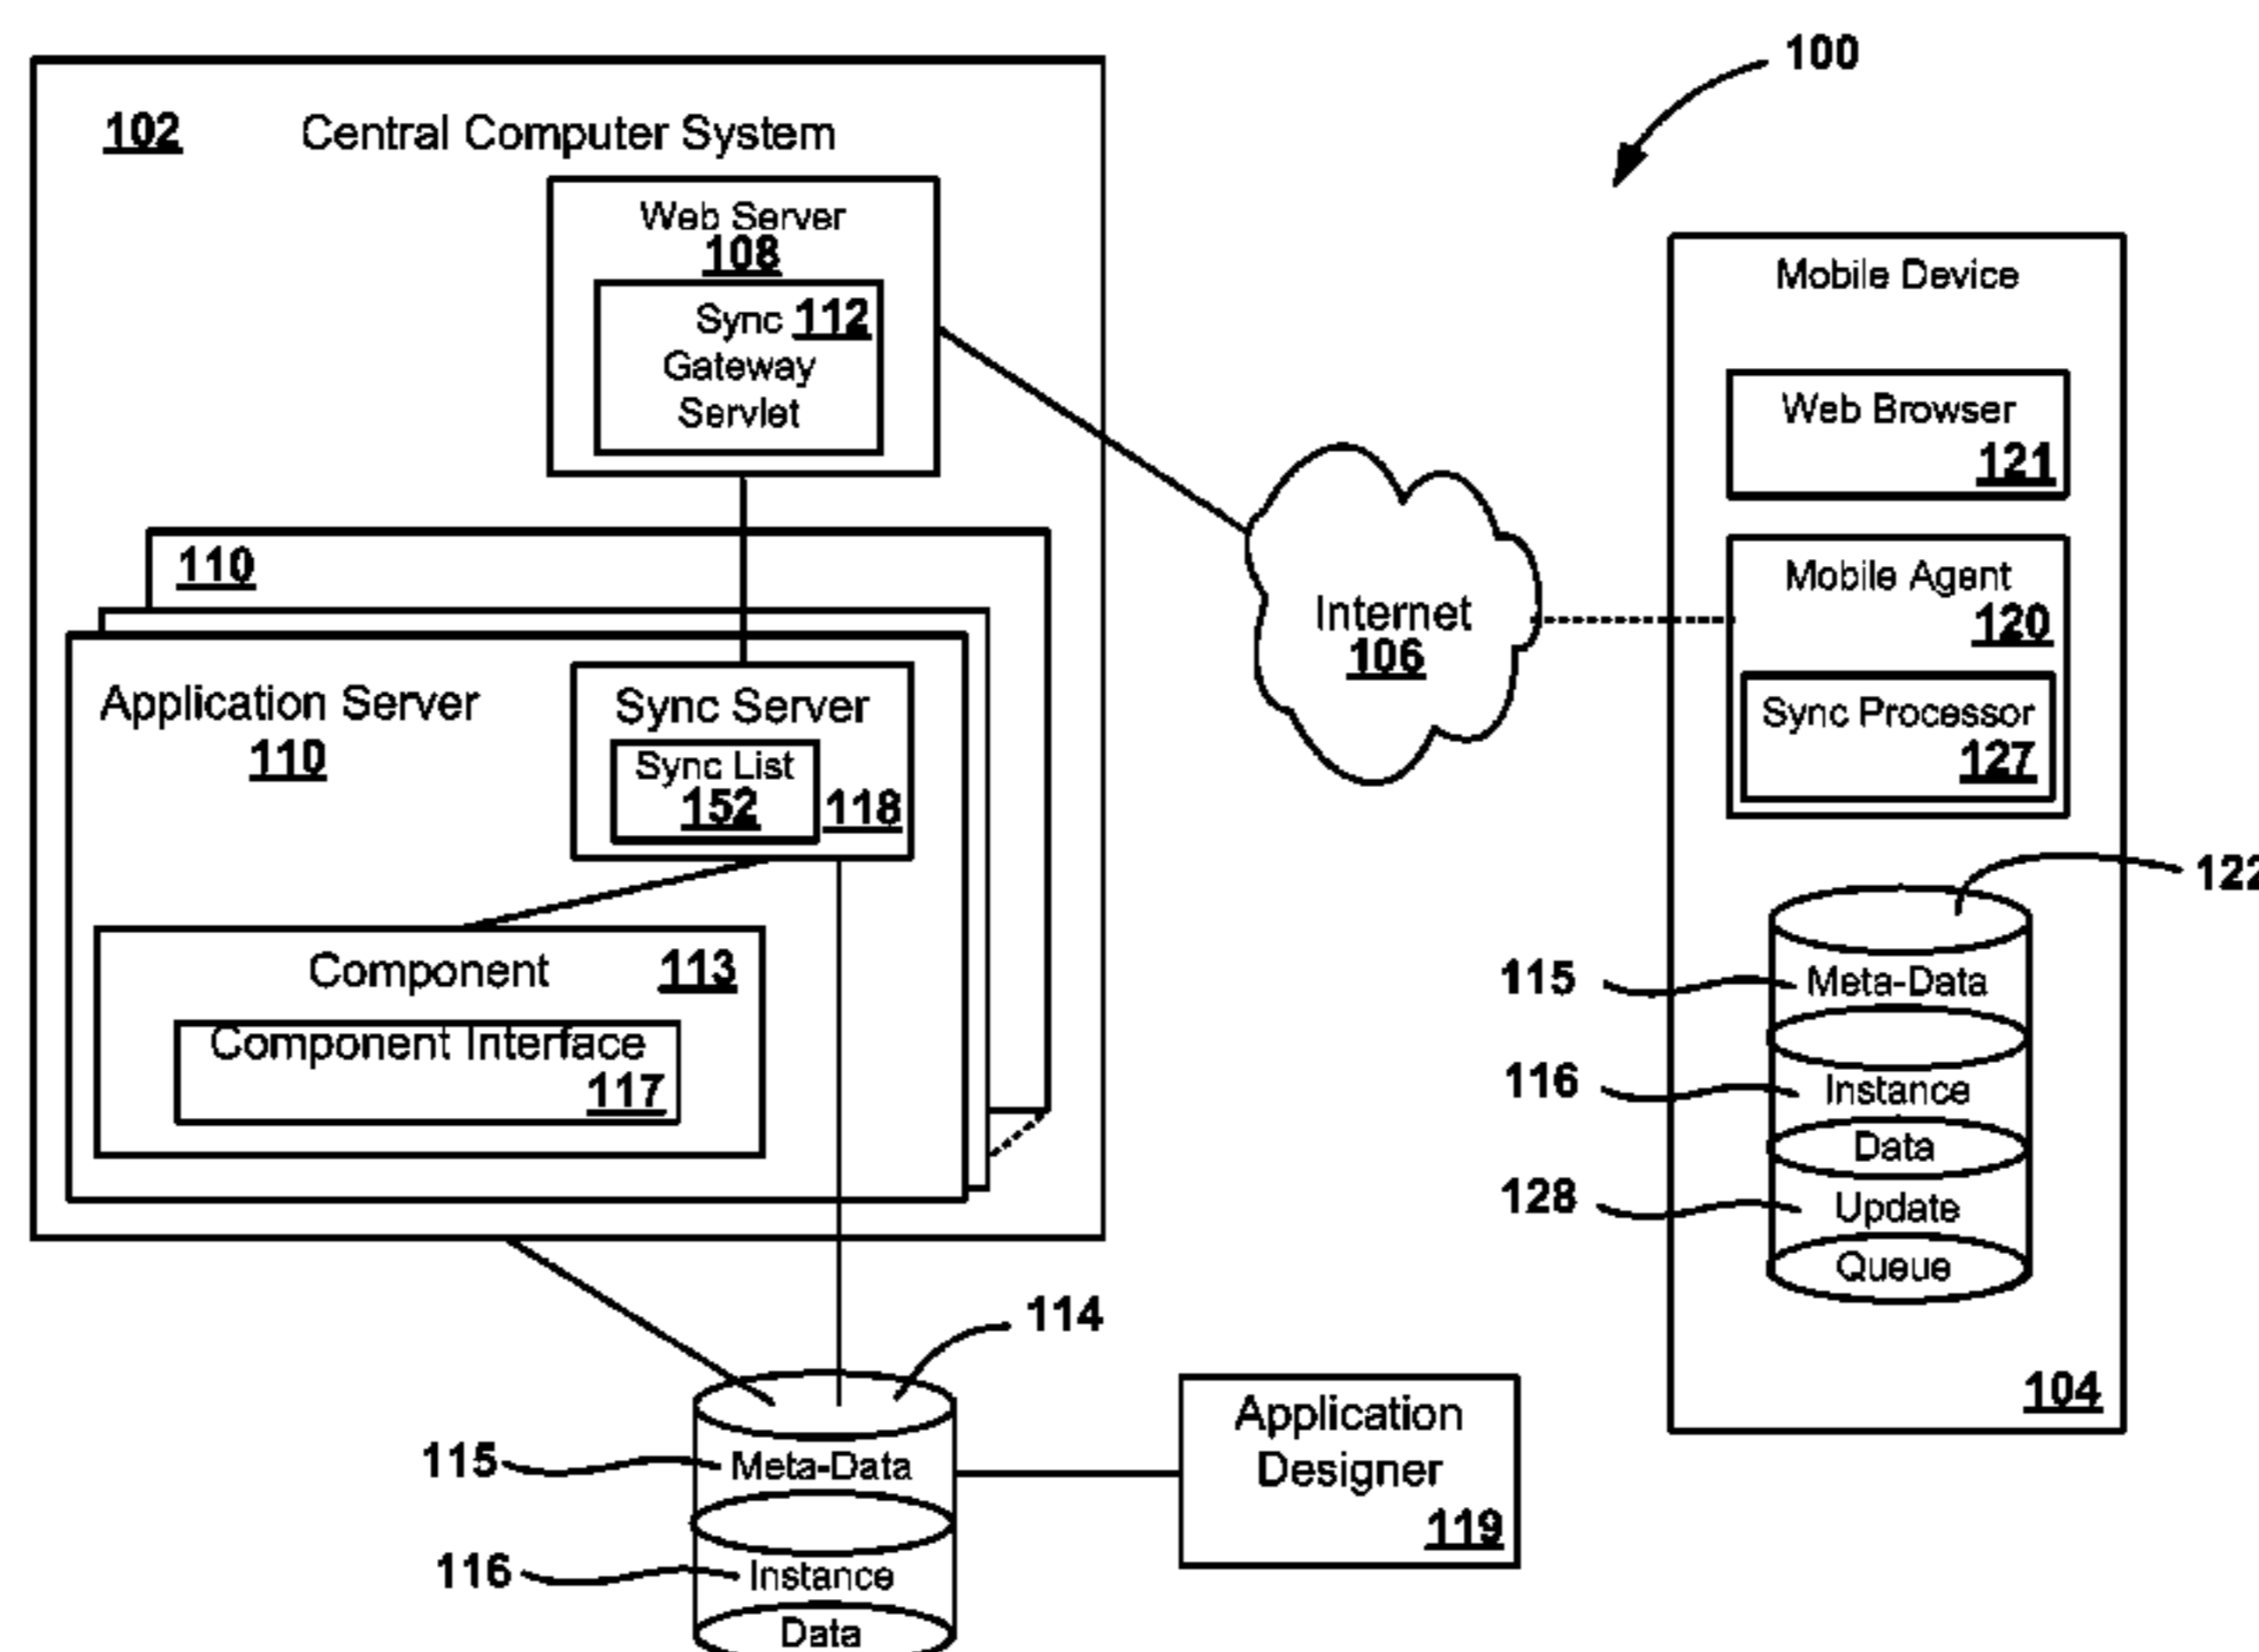 100
102 Central Computer System
Web Server
108
Sync 112
Gateway
Servlet
110
Application Server
110
Sync Server
Sync List
152
118
Component 113
Component Interface
117
Internet
106
Mobile Device
Web Browser
121
Mobile Agent
120
Sync Processor
127
122
115 Meta-Data
116 Instance
Data
128 Update
Queue
104
114
115 Meta-Data
116 Instance
Data
Application
Designer
119